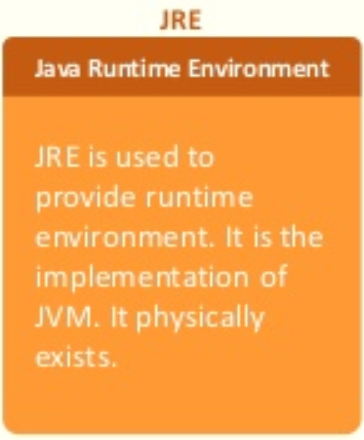 JRE
Java Runtime Environment
JRE is used to
provide runtime
environment. It is the
implementation of
JVM. It physically
exists.